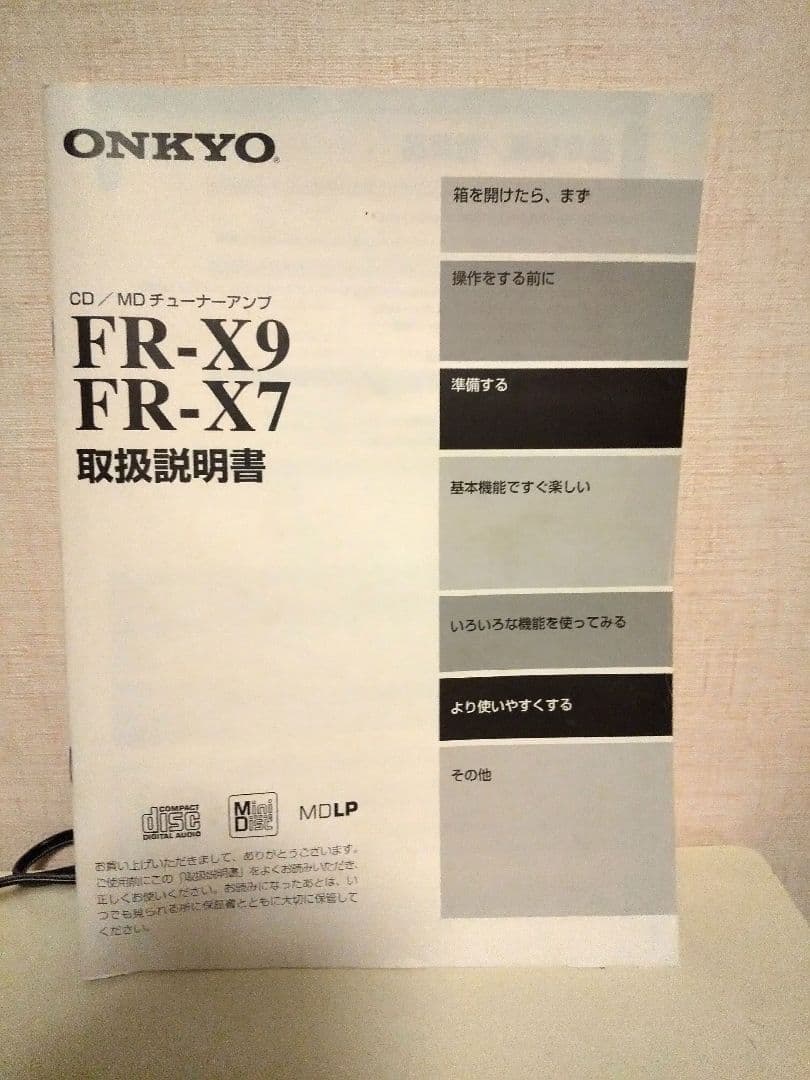 ONKYO®
CD／MDチューナーアンプ
FR-X9
FR-X7
取扱説明書
箱を開けたら、まず
操作をする前に
準備する
基本機能ですぐ楽しい
いろいろな機能を使ってみる
より使いやすくする
その他
COMPACT
disc
DIGITAL AUDIO
Mini
Disc
MDLP
お買い上げいただきまして、ありがとうございます。
ご使用前にこの「取扱説明書」をよくお読みいただき、
正しくお使いください。お読みになったあとは、い
つでも見られる所に保証書とともに大切に保管して
ください。